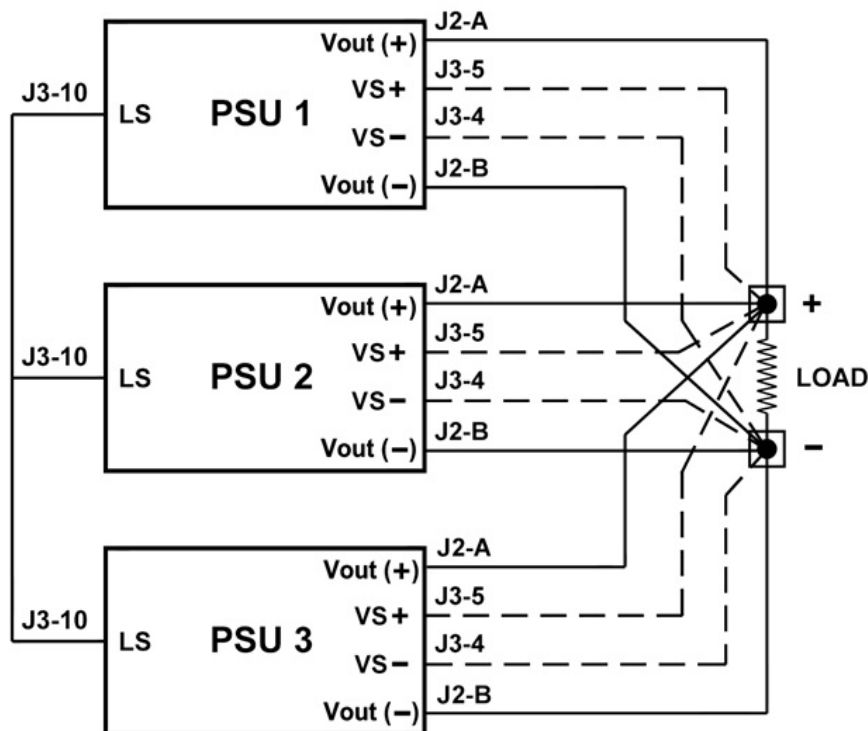 J2-A
Vout (+)
J3-10
J3-5
VS+
LS
PSU 1
J3-4
VS-
J2-B
Vout (-)
J2-A
Vout (+)
+
J3-10
J3-5
VS+
LS
PSU 2
LOAD
J3-4
VS-
J2-B
Vout (-)
-
J2-A
Vout (+)
J3-10
J3-5
VS+
LS
PSU 3
J3-4
VS-
J2-B
Vout (-)